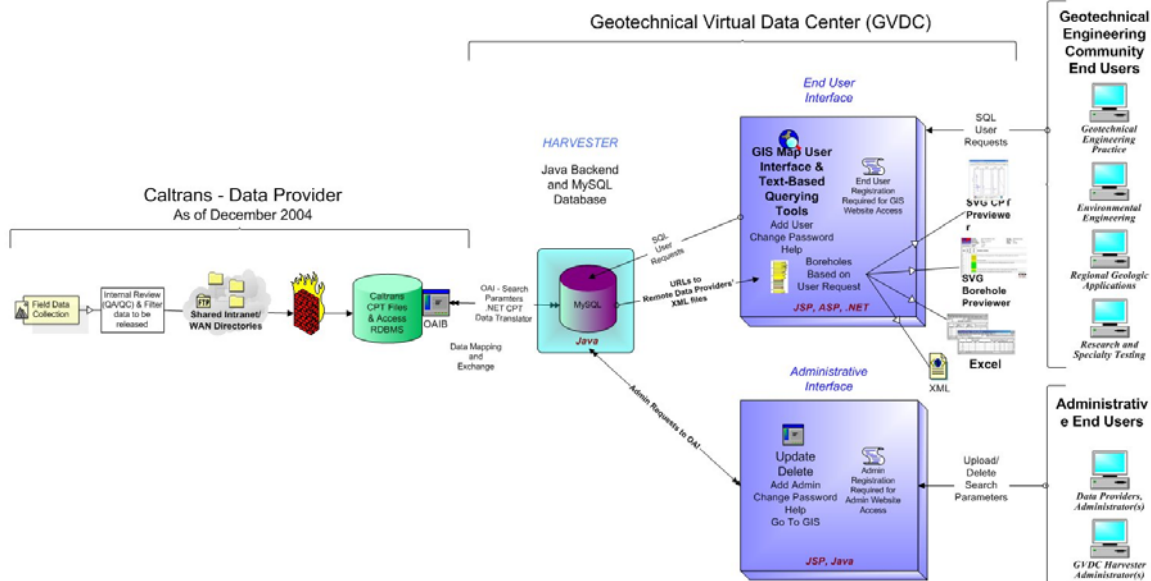 Geotechnical Virtual Data Center (GVDC)
Caltrans - Data Provider
As of December 2004
Field Data
Collection
Internal Review
(QA/QC) & Filter
data to be
released
FTP
Shared Intranet/
WAN Directories
Caltrans
CPT Files
& Access
RDBMS
OAIB
OAI - Search
Paramters
.NET CPT
Data Translator
Data Mapping
and
Exchange
HARVESTER
Java Backend
and MySQL
Database
MySQL
Java
SQL
User
Requests
URLs to
Remote Data Providers'
XML files
Admin Requests to OAI
End User
Interface
GIS Map User
Interface &
Text-Based
Querying
Tools
Add User
Change Password
Help
End User
Registration
Required for GIS
Website Access
Boreholes
Based on
User Request
JSP, ASP, .NET
SQL
User
Requests
SVG CPT
Previewe
r
SVG
Borehole
Previewer
Excel
XML
Administrative
Interface
Update
Delete
Add Admin
Change Password
Help
Go To GIS
Admin
Registration
Required for
Admin Website
Access
JSP, Java
Upload/
Delete
Search
Parameters
Geotechnical
Engineering
Community
End Users
Geotechnical
Engineering
Practice
Environmental
Engineering
Regional Geologic
Applications
Research and
Specialty Testing
Administrativ
e End Users
Data Providers,
Administrator(s)
GVDC Harvester
Administrator(s)